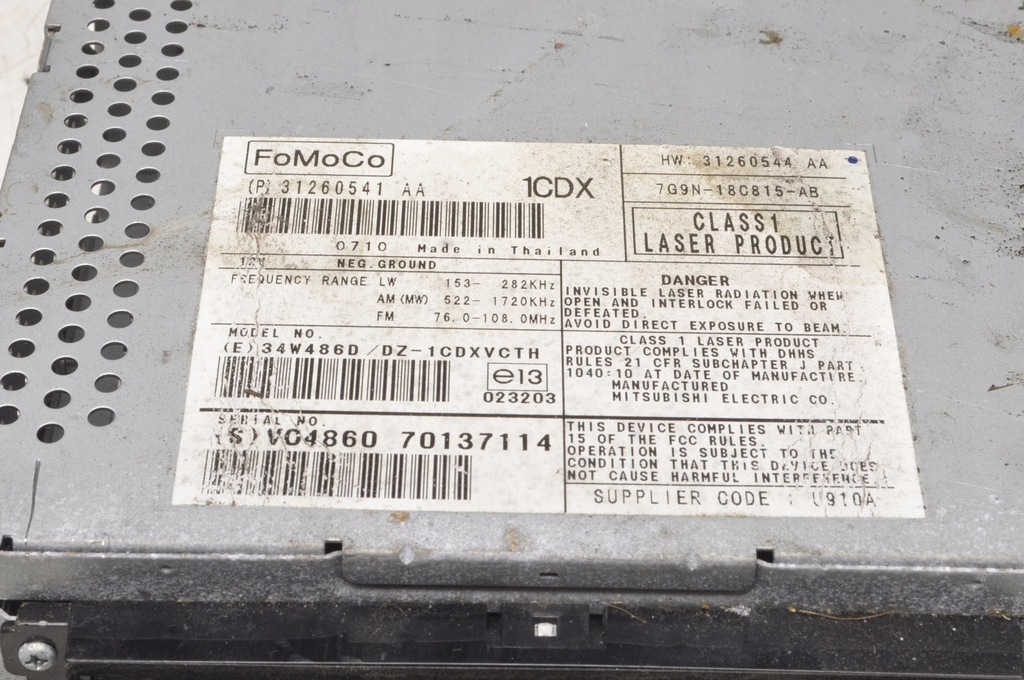 FoMoCo
(P) 31260541 AA
1CDX
0710 Made in Thailand
HW: 31260544 AA
7G9N-18C815-AB
CLASS1
LASER PRODUCT
NEG.GROUND
FREQUENCY RANGE LW 153- 282KHz
AM(MW) 522- 1720KHz
FM 76.0-108.0MHz
MODEL NO.
(E) 34W486D/DZ-1CDXVCTH
e13
023203
SERIAL NO.
(S) VC4860 70137114
DANGER
INVISIBLE LASER RADIATION WHEN
OPEN AND INTERLOCK FAILED OR
DEFEATED.
AVOID DIRECT EXPOSURE TO BEAM.
CLASS 1 LASER PRODUCT
PRODUCT COMPLIES WITH DHHS
RULES 21 CFR SUBCHAPTER J PART
1040:10 AT DATE OF MANUFACTIRE.
MANUFACTURED
MITSUBISHI ELECTRIC CO.
THIS DEVICE COMPLIES WITH PART
15 OF THE FCC RULES.
OPERATION IS SUBJECT TO THE
CONDITION THAT THIS DEVICE DOES
NOT CAUSE HARMFUL INTERFERENCE.
SUPPLIER CODE : U910A